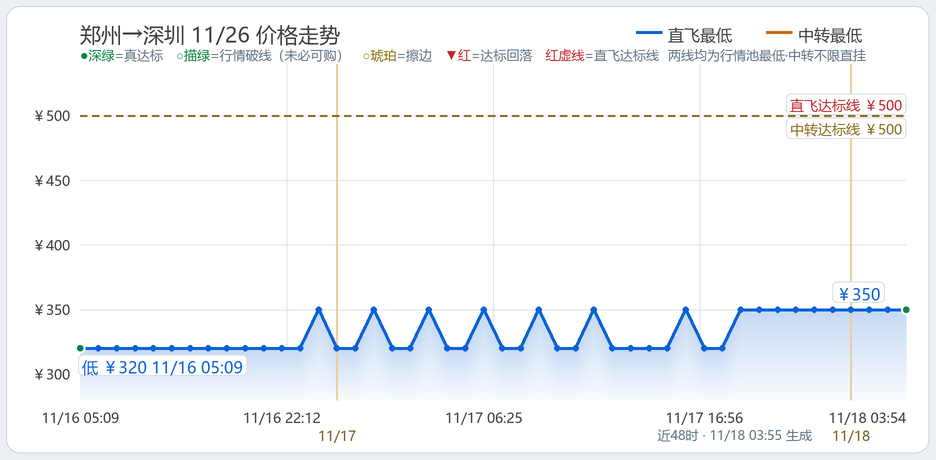 郑州→深圳 11/26 价格走势
直飞最低 中转最低
●深绿=真达标 ○描绿=行情破线（未必可购） ○琥珀=擦边 ▼红=达标回落 红虚线=直飞达标线 两线均为行情池最低·中转不限直挂
¥500
直飞达标线 ¥500
中转达标线 ¥500
¥450
¥400
¥350
¥350
¥300
低 ¥320 11/16 05:09
11/16 05:09 11/16 22:12 11/17 06:25 11/17 16:56 11/18 03:54
11/17 近48时 · 11/18 03:55 生成 11/18